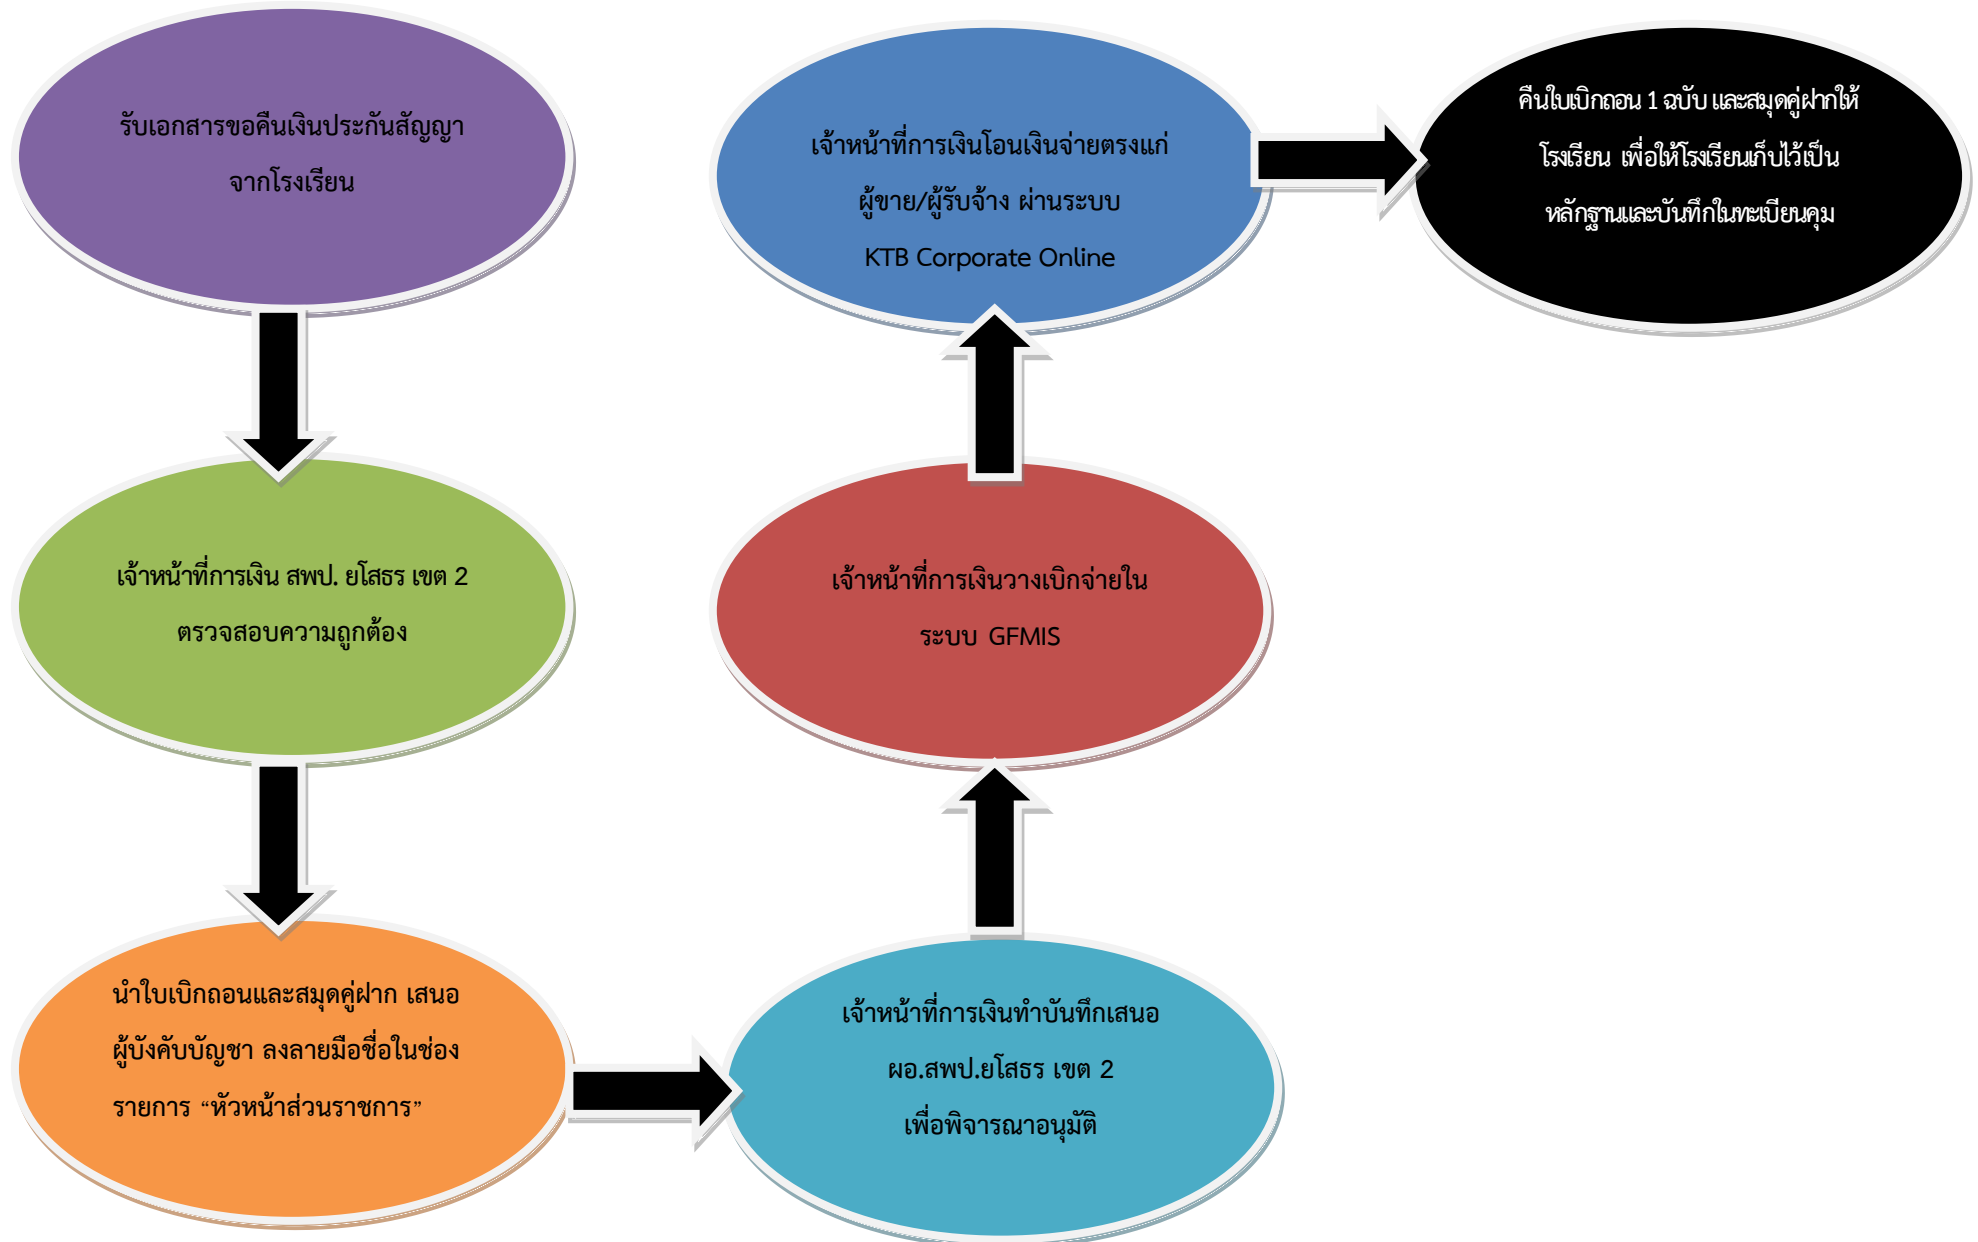 รับเอกสารขอคืนเงินประกันสัญญา
จากโรงเรียน
เจ้าหน้าที่การเงิน สพป. ยโสธร เขต 2
ตรวจสอบความถูกต้อง
นำใบเบิกถอนและสมุดคู่ฝาก เสนอ
ผู้บังคับบัญชา ลงลายมือชื่อในช่อง
รายการ “หัวหน้าส่วนราชการ”
เจ้าหน้าที่การเงินทำบันทึกเสนอ
ผอ.สพป.ยโสธร เขต 2
เพื่อพิจารณาอนุมัติ
เจ้าหน้าที่การเงินวางเบิกจ่ายใน
ระบบ GFMIS
เจ้าหน้าที่การเงินโอนเงินจ่ายตรงแก่
ผู้ขาย/ผู้รับจ้าง ผ่านระบบ
KTB Corporate Online
คืนใบเบิกถอน 1 ฉบับ และสมุดคู่ฝากให้
โรงเรียน เพื่อให้โรงเรียนเก็บไว้เป็น
หลักฐานและบันทึกในทะเบียนคุม